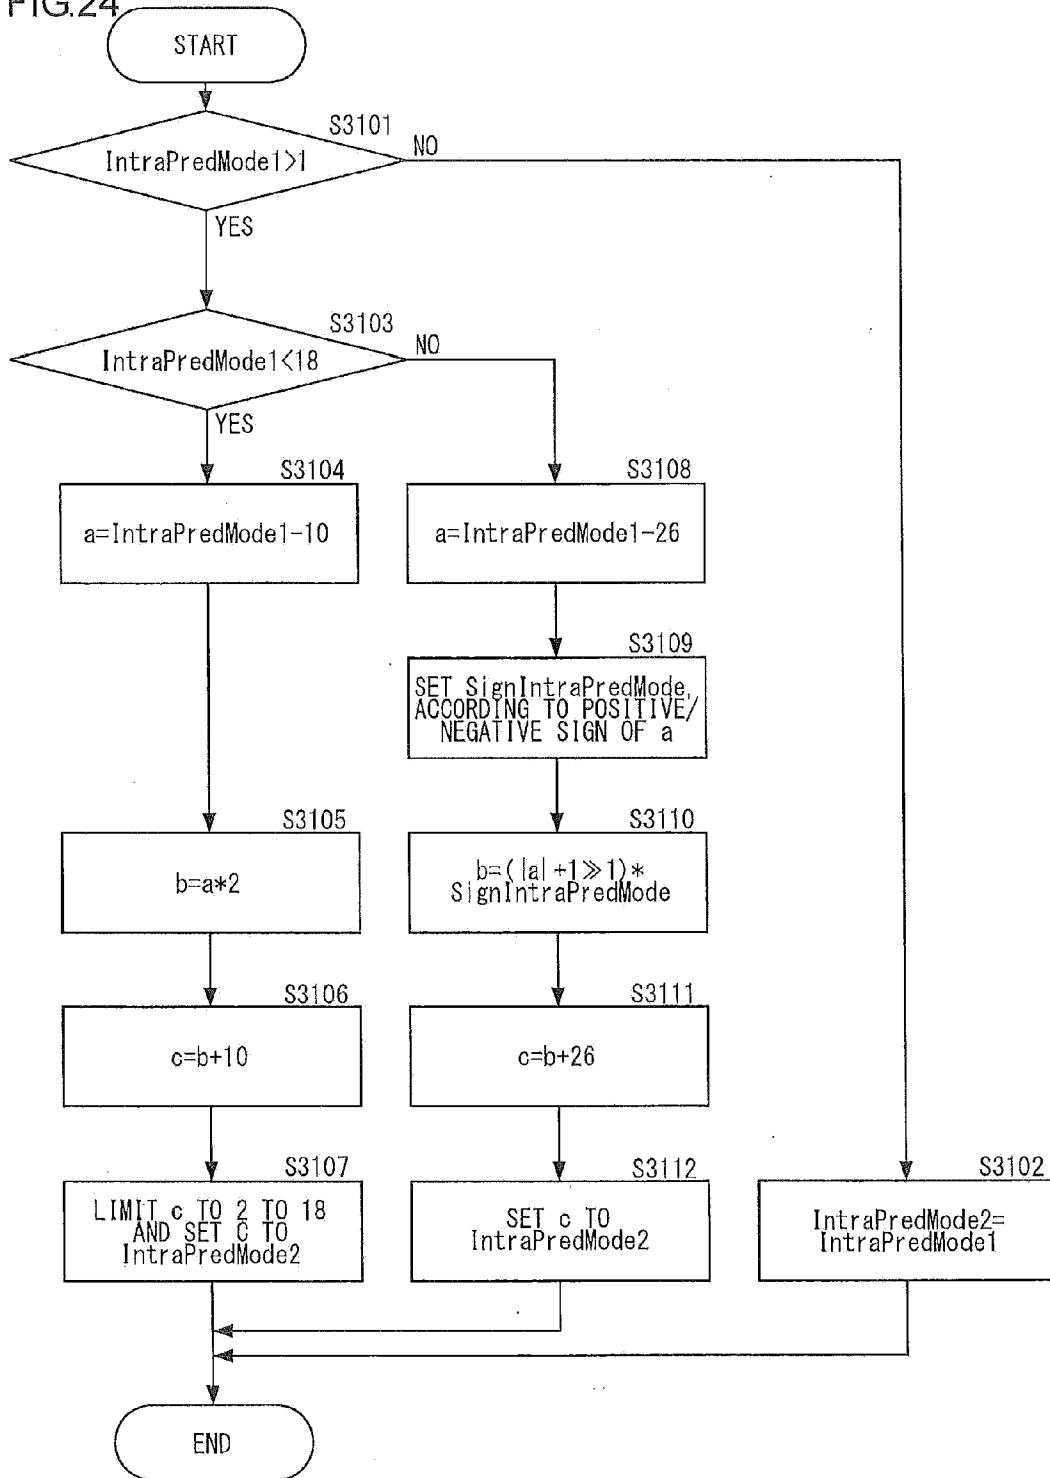 FIG.24
START
S3101
IntraPredMode1>1
NO
YES
S3103
IntraPredMode1<18
NO
YES
S3104
a=IntraPredMode1-10
S3108
a=IntraPredMode1-26
S3109
SET SignIntraPredMode,
ACCORDING TO POSITIVE/
NEGATIVE SIGN OF a
S3105
b=a*2
S3110
b=(|a|+1≫1)*
SignIntraPredMode
S3106
c=b+10
S3111
c=b+26
S3107
LIMIT c TO 2 TO 18
AND SET C TO
IntraPredMode2
S3112
SET c TO
IntraPredMode2
S3102
IntraPredMode2=
IntraPredMode1
END